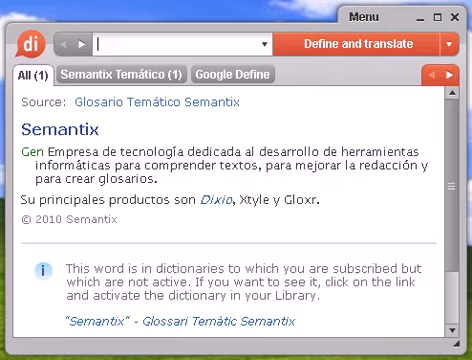 Menu
di
Define and translate
All (1)
Semantix Temático (1)
Google Define
Source: Glosario Temático Semantix
Semantix
Gen Empresa de tecnología dedicada al desarrollo de herramientas
informáticas para comprender textos, para mejorar la redacción y
para crear glosarios.
Su principales producto son Dixio, Xtyle y Gloxr.
© 2010 Semantix
i
This word is in dictionaries to which you are subscribed but
which are not active. If you want to see it, click on the link
and activate the dictionary in your Library.
"Semantix" - Glossari Temàtic Semantix